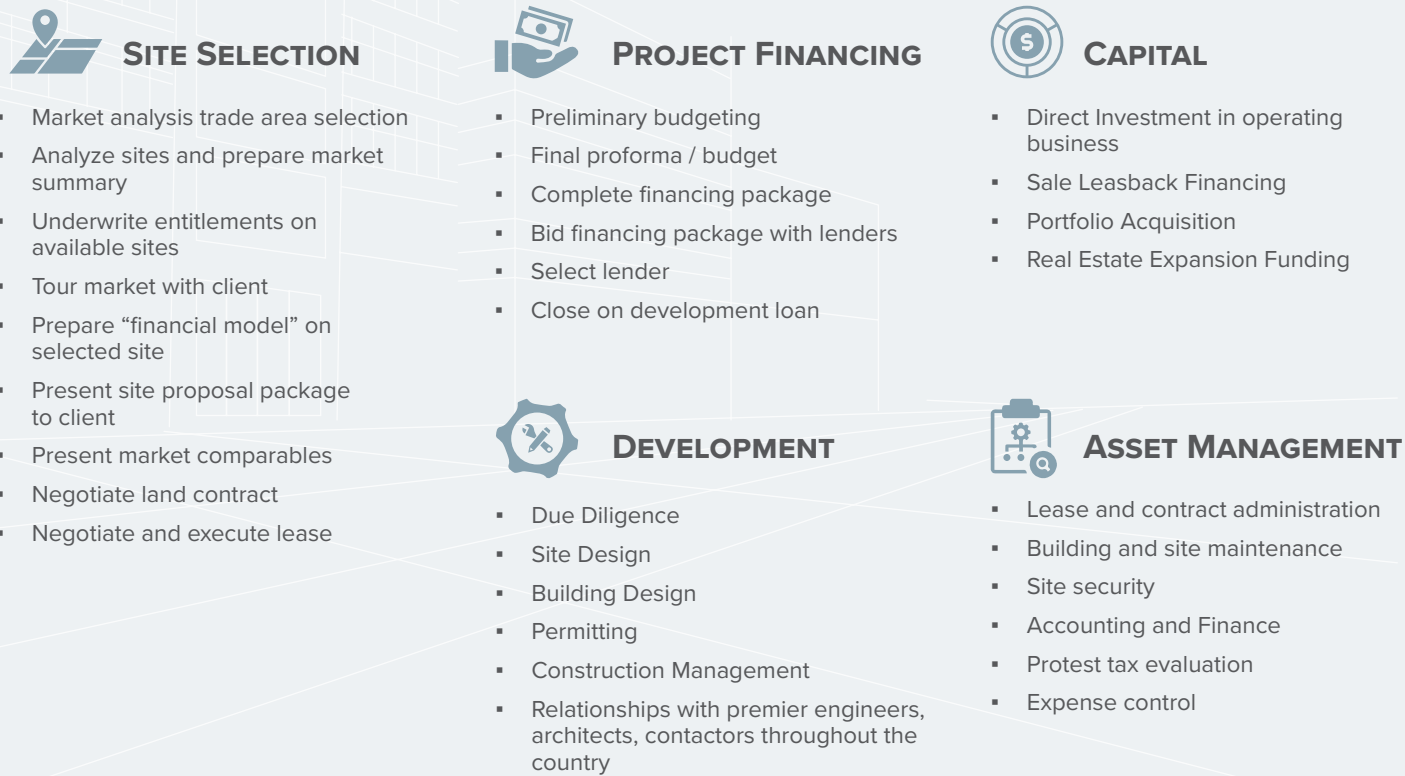 SITE SELECTION
▪ Market analysis trade area selection
▪ Analyze sites and prepare market
summary
▪ Underwrite entitlements on
available sites
▪ Tour market with client
▪ Prepare “financial model” on
selected site
▪ Present site proposal package
to client
▪ Present market comparables
▪ Negotiate land contract
▪ Negotiate and execute lease
PROJECT FINANCING
▪ Preliminary budgeting
▪ Final proforma / budget
▪ Complete financing package
▪ Bid financing package with lenders
▪ Select lender
▪ Close on development loan
DEVELOPMENT
▪ Due Diligence
▪ Site Design
▪ Building Design
▪ Permitting
▪ Construction Management
▪ Relationships with premier engineers,
architects, contactors throughout the
country
$
CAPITAL
▪ Direct Investment in operating
business
▪ Sale Leasback Financing
▪ Portfolio Acquisition
▪ Real Estate Expansion Funding
ASSET MANAGEMENT
▪ Lease and contract administration
▪ Building and site maintenance
▪ Site security
▪ Accounting and Finance
▪ Protest tax evaluation
▪ Expense control